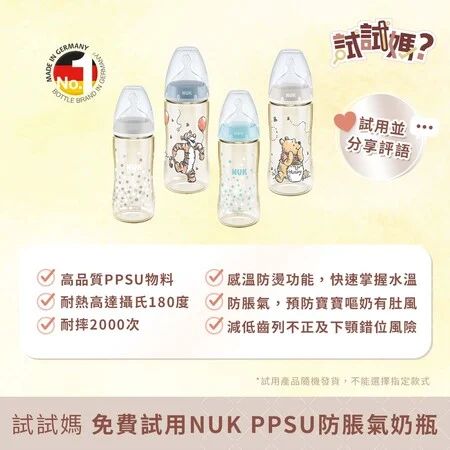 試試媽?
MADE IN GERMANY
No.1
BOTTLE BRAND IN GERMANY
試用並
分享評語
NUK
NUK
NUK
NUK
高品質PPSU物料
耐熱高達攝氏180度
耐摔2000次
感溫防燙功能，快速掌握水溫
防脹氣，預防寶寶嘔奶有肚風
減低齒列不正及下顎錯位風險
*試用產品隨機發貨，不能選擇指定款式
試試媽 免費試用NUK PPSU防脹氣奶瓶